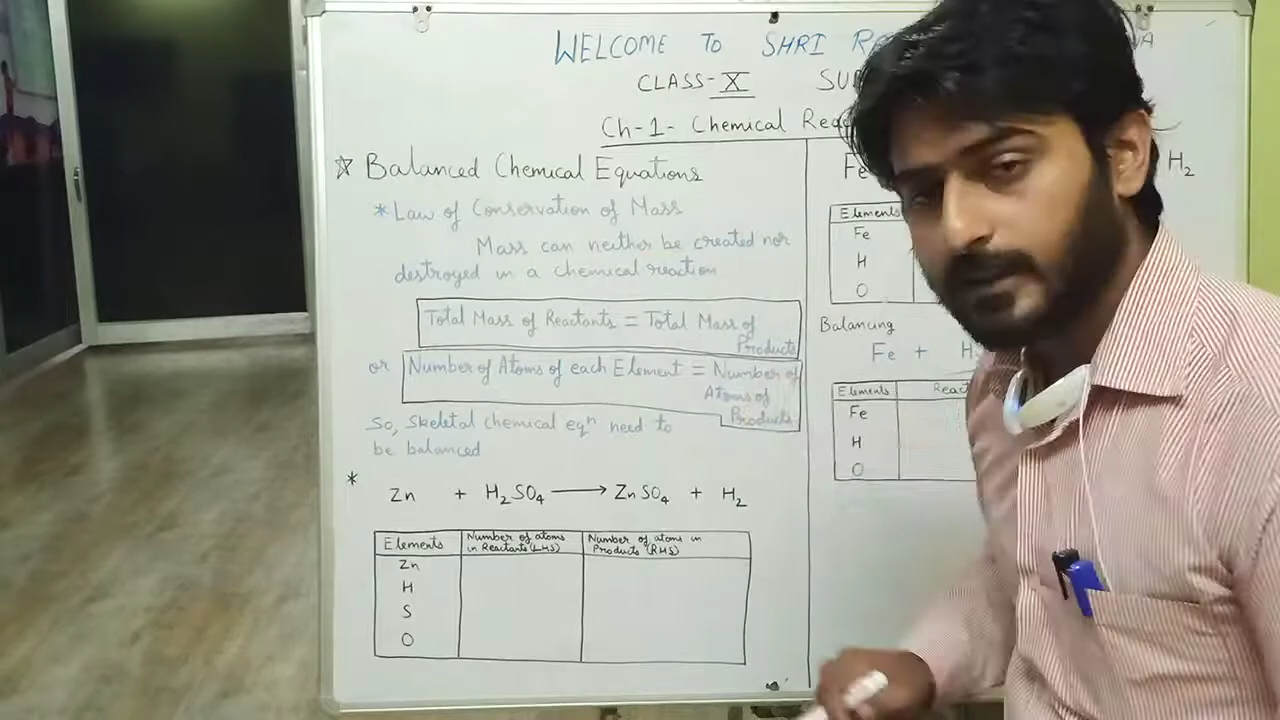 WELCOME TO SHRI
CLASS-X
Ch-1- Chemical
☆ Balanced Chemical Equations
* Law of Conservation of Mass
Mass can neither be created nor
destroyed in a chemical reaction
Total Mass of Reactants = Total Mass of
Products
or Number of Atoms of each Element = Number of
Atoms of
Products
So, Skeletal chemical eqⁿ need to
be balanced
*
Zn + H₂SO₄ → ZnSO₄ + H₂
Elements Number of atoms in Reactants (LHS) Number of atoms in Products (RHS)
Zn
H
S
O
Fe H₂
Elements
Fe
H
O
Balancing
Fe + H
Elements
Fe
H
O